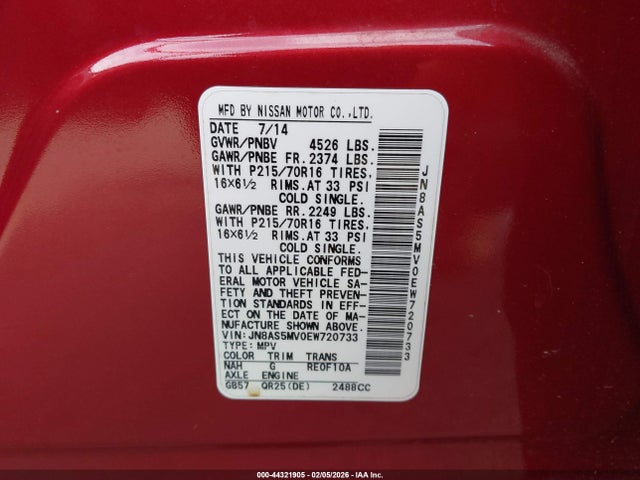 MFD BY NISSAN MOTOR CO.,LTD.
DATE 7/14
GVWR/PNBV 4526 LBS.
GAWR/PNBE FR. 2374 LBS.
WITH P215/70R16 TIRES.
16×6½ RIMS.AT 33 PSI
COLD SINGLE.
GAWR/PNBE RR. 2249 LBS.
WITH P215/70R16 TIRES.
16×6½ RIMS.AT 33 PSI
COLD SINGLE.
THIS VEHICLE CONFORMS
TO ALL APPLICABLE FED-
ERAL MOTOR VEHICLE SA-
FETY AND THEFT PREVEN-
TION STANDARDS IN EFF-
ECT ON THE DATE OF MA-
NUFACTURE SHOWN ABOVE.
VIN: JN8AS5MV0EW720733
TYPE: MPV
COLOR TRIM TRANS
NAH G RE0F10A
AXLE ENGINE
GB57 QR25(DE) 2488CC
JN8AS5MV0EW720733
000-44321905 - 02/05/2026 - Copart IAA Inc.